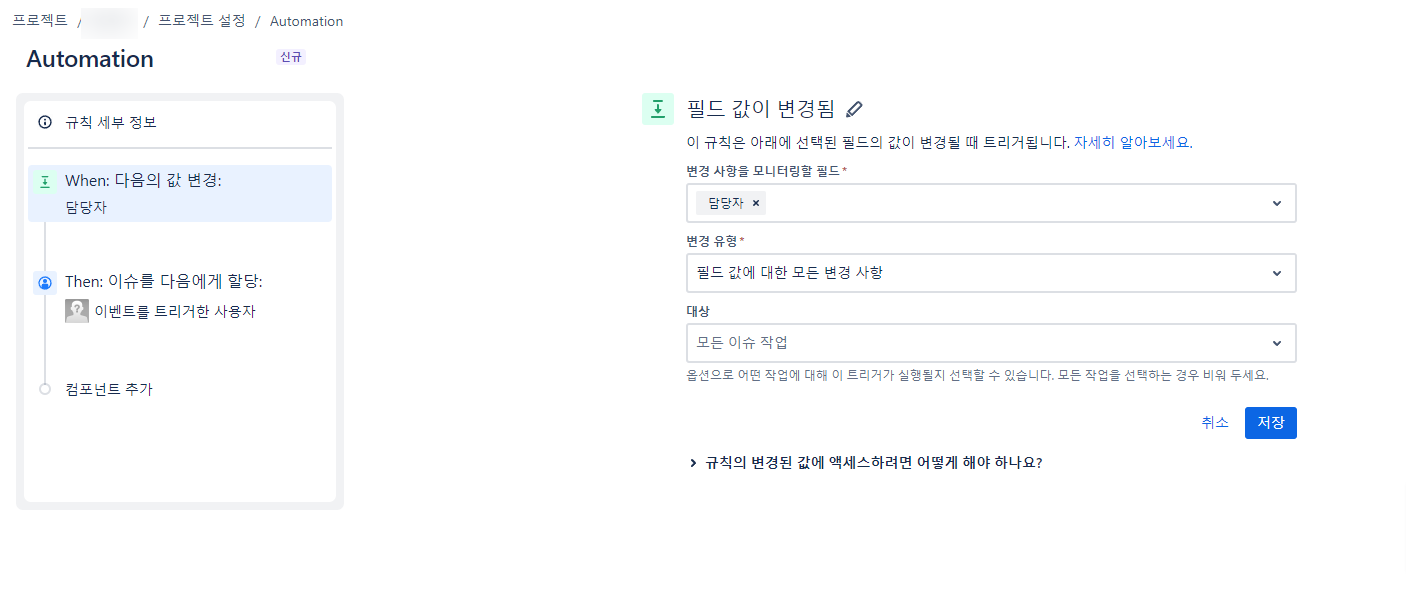 프로젝트 / / 프로젝트 설정 / Automation
Automation 신규
규칙 세부 정보
When: 다음의 값 변경:
담당자
Then: 이슈를 다음에게 할당:
이벤트를 트리거한 사용자
컴포넌트 추가
필드 값이 변경됨
이 규칙은 아래에 선택된 필드의 값이 변경될 때 트리거됩니다. 자세히 알아보세요.
변경 사항을 모니터링할 필드*
담당자 ×
변경 유형*
필드 값에 대한 모든 변경 사항
대상
모든 이슈 작업
옵션으로 어떤 작업에 대해 이 트리거가 실행될지 선택할 수 있습니다. 모든 작업을 선택하는 경우 비워 두세요.
취소 저장
규칙의 변경된 값에 액세스하려면 어떻게 해야 하나요?